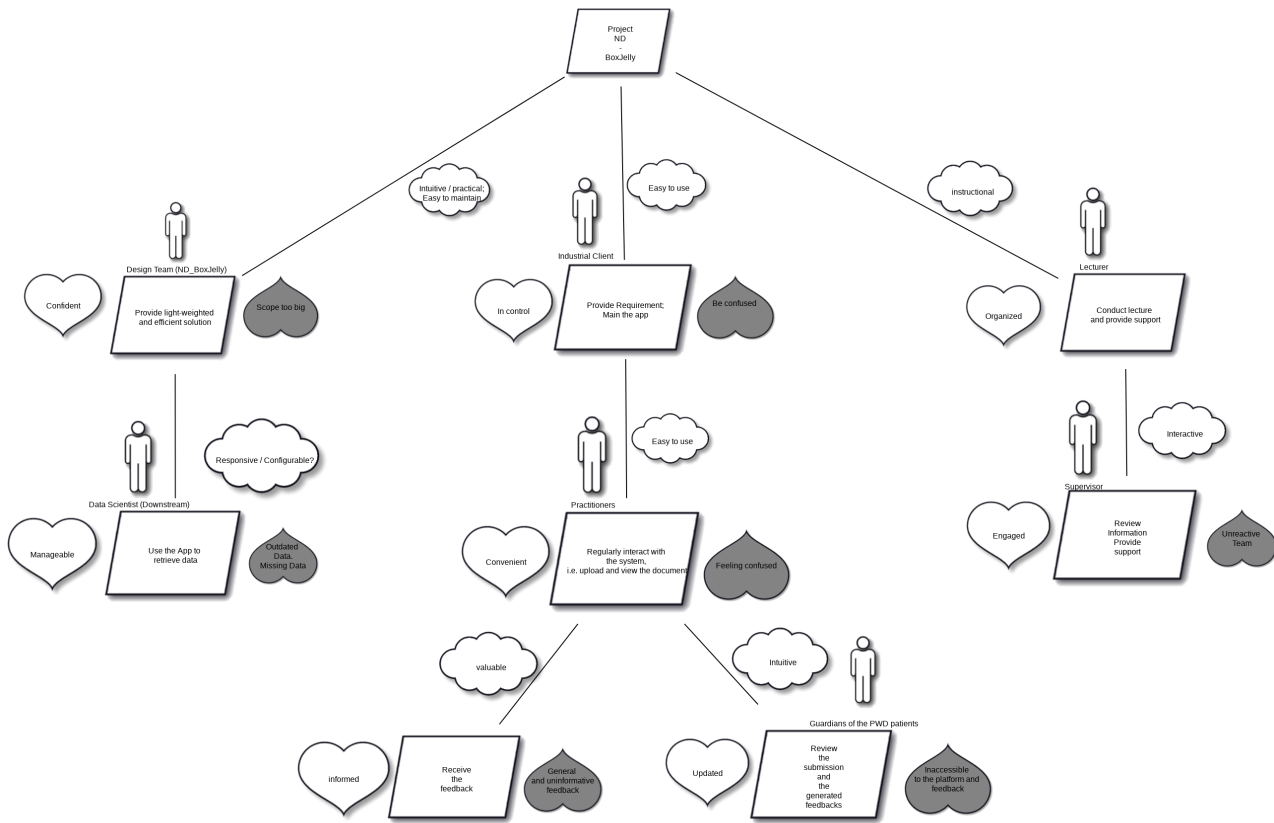 Project
ND
-
BoxJelly
Intuitive / practical;
Easy to maintain
Easy to use
instructional
Design Team (ND_BoxJelly)
Industrial Client
Lecturer
Confident
Provide light-weighted
and efficient solution
Scope too big
In control
Provide Requirement;
Main the app
Be confused
Organized
Conduct lecture
and provide support
Responsive / Configurable?
Easy to use
Interactive
Data Scientist (Downstream)
Practitioners
Supervisor
Manageable
Use the App to
retrieve data
Outdated
Data.
Missing Data
Convenient
Regularly interact with
the system,
i.e. upload and view the document
Feeling confused
Engaged
Review
Information
Provide
support
Unreactive
Team
valuable
Intuitive
Guardians of the PWD patients
informed
Receive
the
feedback
General
and uninformative
feedback
Updated
Review
the
submission
and
the
generated
feedbacks
Inaccessible
to the platform and
feedback